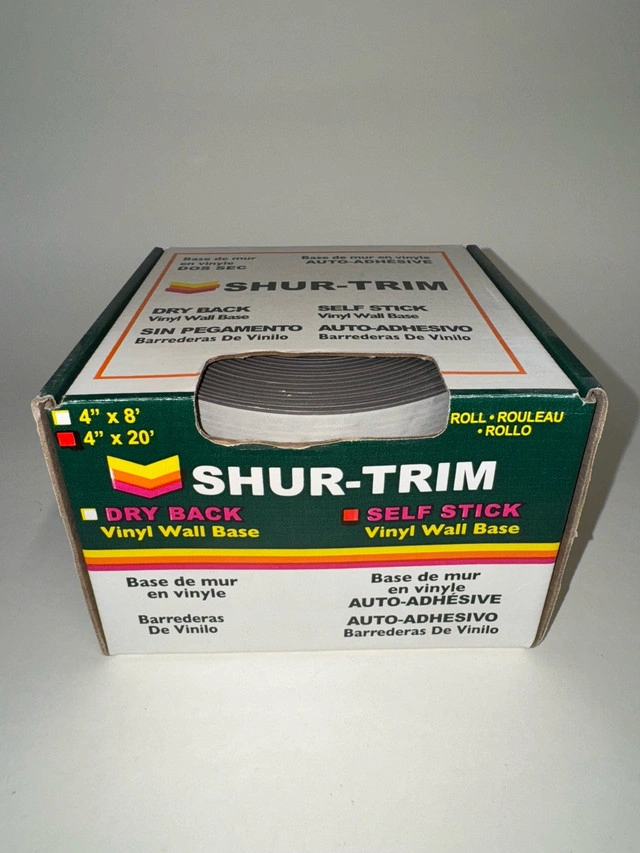 Base de mur
en vinyle
DOS SEC
Base de mur en vinyle
AUTO-ADHÉSIVE
SHUR-TRIM
DRY BACK
Vinyl Wall Base
SELF STICK
Vinyl Wall Base
SIN PEGAMENTO
Barrederas De Vinilo
AUTO-ADHESIVO
Barrederas De Vinilo
4" x 8'
4" x 20'
ROLL • ROULEAU
• ROLLO
SHUR-TRIM
DRY BACK
Vinyl Wall Base
SELF STICK
Vinyl Wall Base
Base de mur
en vinyle
Barrederas
De Vinilo
Base de mur
en vinyle
AUTO-ADHÉSIVE
AUTO-ADHESIVO
Barrederas De Vinilo